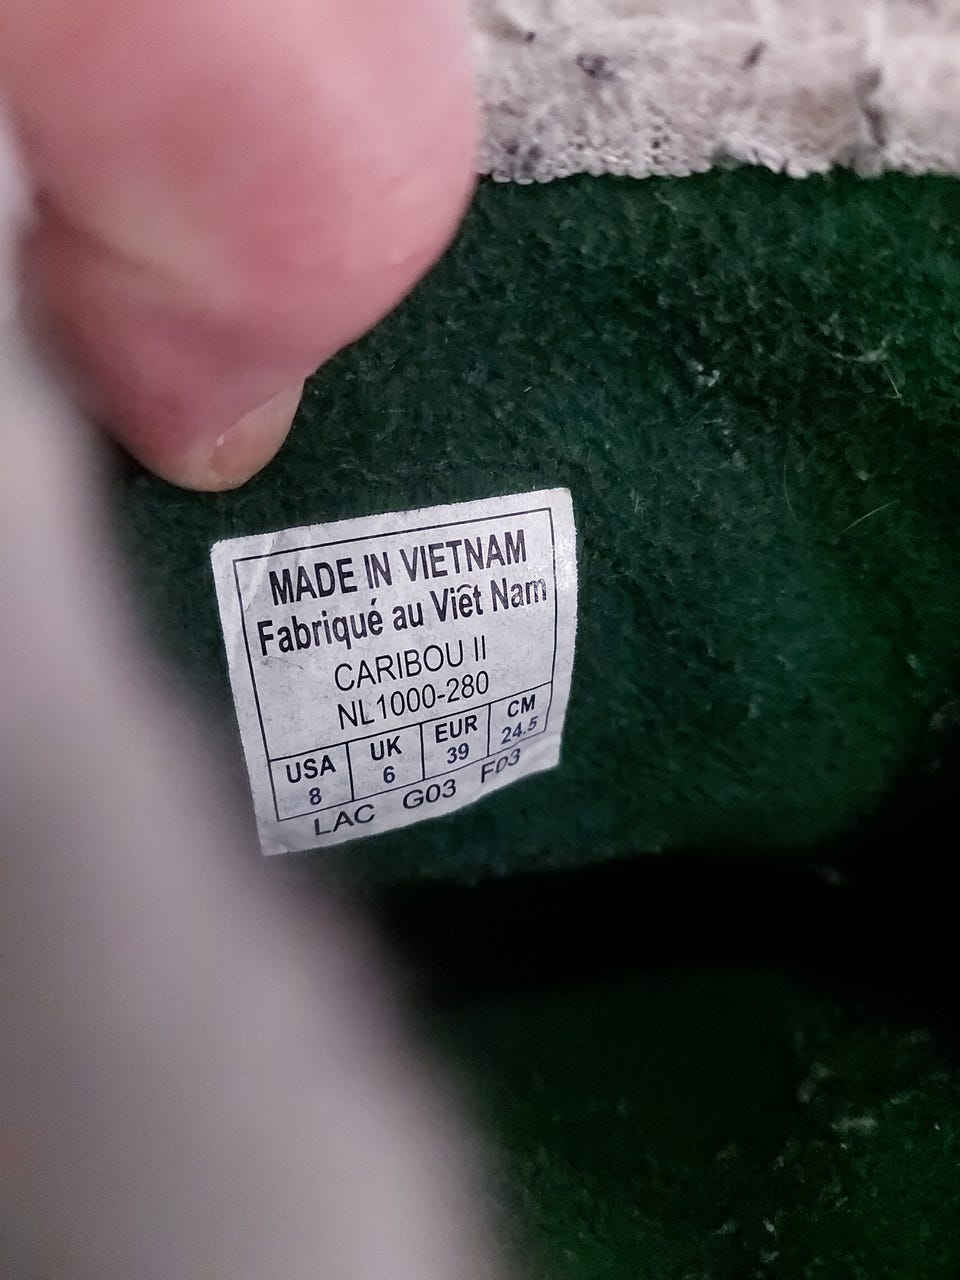 MADE IN VIETNAM
Fabriqué au Viêt Nam
CARIBOU II
NL1000-280
USA UK EUR CM
8 6 39 24.5
LAC G03 F03